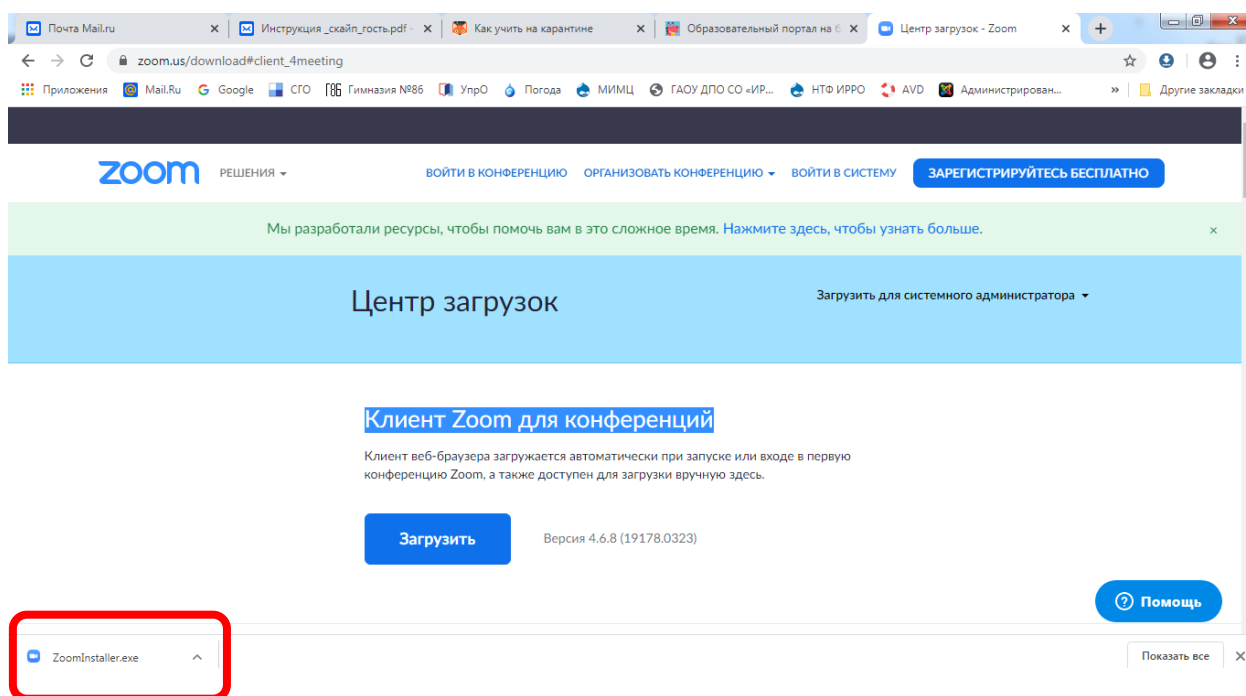 Почта Mail.ru
Инструкция _скайп_гость.pdf -
Как учить на карантине
Образовательный портал на б
Центр загрузок - Zoom
zoom.us/download#client_4meeting
Приложения Mail.Ru Google СГО Гимназия №86 УпрО Погода МИМЦ ГАОУ ДПО СО «ИР... НТФ ИРРО AVD Администрирован... » Другие закладки
zoom РЕШЕНИЯ ВОЙТИ В КОНФЕРЕНЦИЮ ОРГАНИЗОВАТЬ КОНФЕРЕНЦИЮ ВОЙТИ В СИСТЕМУ ЗАРЕГИСТРИРУЙТЕСЬ БЕСПЛАТНО
Мы разработали ресурсы, чтобы помочь вам в это сложное время. Нажмите здесь, чтобы узнать больше.
Центр загрузок
Загрузить для системного администратора
Клиент Zoom для конференций
Клиент веб-браузера загружается автоматически при запуске или входе в первую
конференцию Zoom, а также доступен для загрузки вручную здесь.
Загрузить
Версия 4.6.8 (19178.0323)
Помощь
ZoomInstaller.exe
Показать все